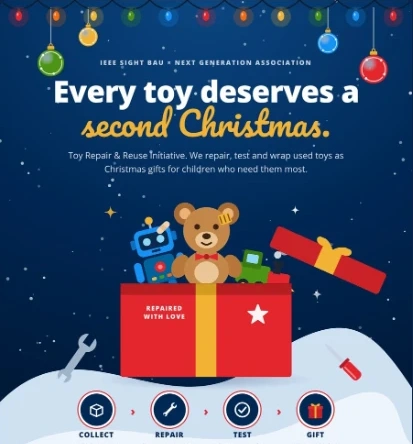 IEEE SIGHT BAU • NEXT GENERATION ASSOCIATION
Every toy deserves a
second Christmas.
Toy Repair & Reuse Initiative. We repair, test and wrap used toys as
Christmas gifts for children who need them most.
REPAIRED
WITH LOVE
COLLECT
REPAIR
TEST
GIFT